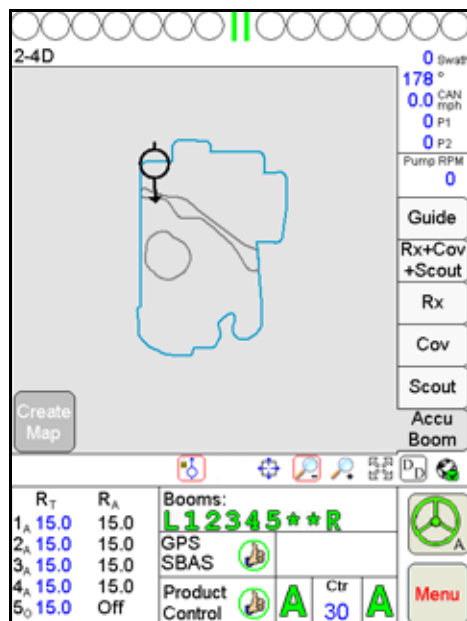 2-4D
0 Swath
178 °
0.0 CAN mph
0 P1
0 P2
Pump RPM
0
Guide
Rx+Cov
+Scout
Rx
Cov
Scout
Accu
Boom
Create
Map
DD
RT RA
1A 15.0 15.0
2A 15.0 15.0
3A 15.0 15.0
4A 15.0 15.0
5O 15.0 Off
Booms:
L12345**R
GPS
SBAS
Product
Control
A
Ctr
30
A
A
Menu